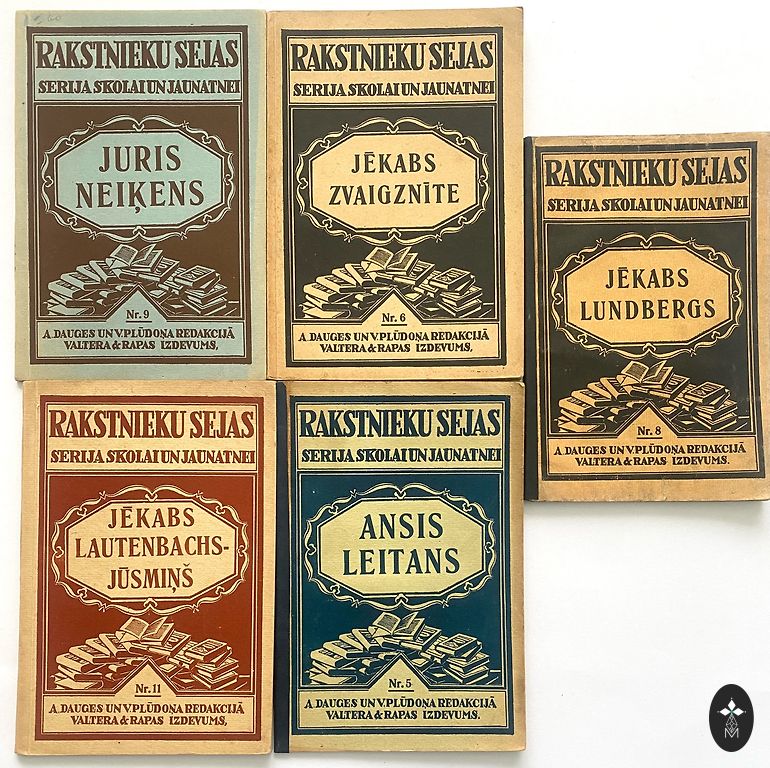 RAKSTNIEKU SEJAS
SERIJA SKOLAI UN JAUNATNEI
JURIS
NEIĶENS
Nr. 9
A. DAUGES UN V. PLŪDOŅA REDAKCIJĀ
VALTERA & RAPAS IZDEVUMS,
RAKSTNIEKU SEJAS
SERIJA SKOLAI UN JAUNATNEI
JĒKABS
ZVAIGZNĪTE
Nr. 6
A. DAUGES UN V. PLŪDOŅA REDAKCIJĀ
VALTERA & RAPAS IZDEVUMS,
RAKSTNIEKU SEJAS
SERIJA SKOLAI UN JAUNATNEI
JĒKABS
LUNDBERGS
Nr. 8
A. DAUGES UN V. PLŪDOŅA REDAKCIJĀ
VALTERA & RAPAS IZDEVUMS.
RAKSTNIEKU SEJAS
SERIJA SKOLAI UN JAUNATNEI
JĒKABS
LAUTENBACHS-
JŪSMIŅŠ
Nr. 11
A. DAUGES UN V. PLŪDOŅA REDAKCIJĀ
VALTERA & RAPAS IZDEVUMS,
RAKSTNIEKU SEJAS
SERIJA SKOLAI UN JAUNATNEI
ANSIS
LEITANS
Nr. 5
A. DAUGES UN V. PLŪDOŅA REDAKCIJĀ
VALTERA & RAPAS IZDEVUMS.